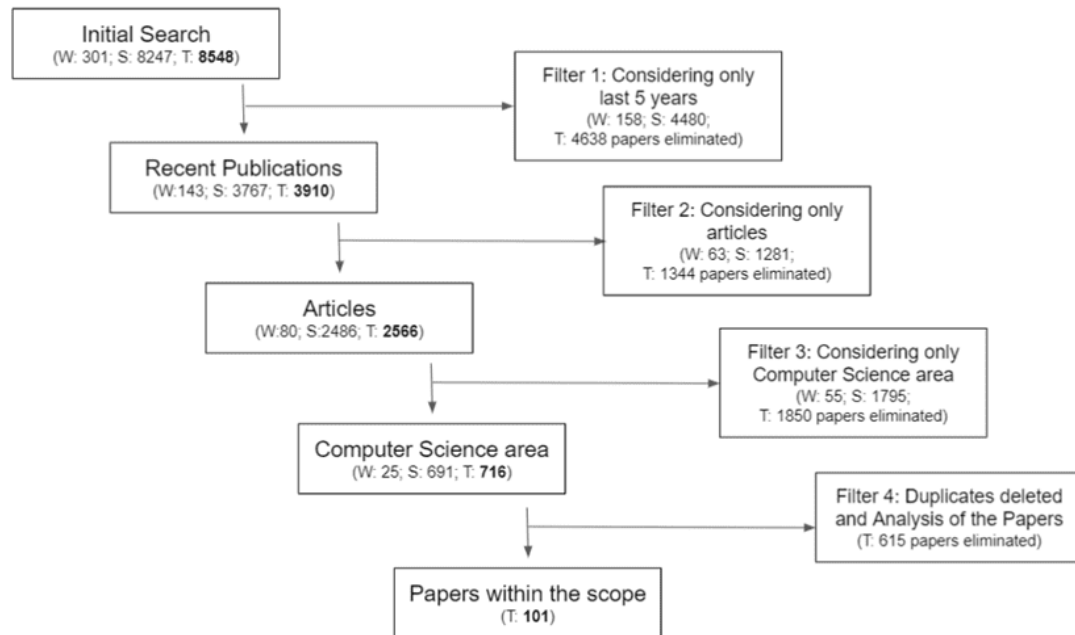 Initial Search
(W: 301; S: 8247; T: 8548)
Filter 1: Considering only
last 5 years
(W: 158; S: 4480;
T: 4638 papers eliminated)
Recent Publications
(W:143; S: 3767; T: 3910)
Filter 2: Considering only
articles
(W: 63; S: 1281;
T: 1344 papers eliminated)
Articles
(W:80; S:2486; T: 2566)
Filter 3: Considering only
Computer Science area
(W: 55; S: 1795;
T: 1850 papers eliminated)
Computer Science area
(W: 25; S: 691; T: 716)
Filter 4: Duplicates deleted
and Analysis of the Papers
(T: 615 papers eliminated)
Papers within the scope
(T: 101)